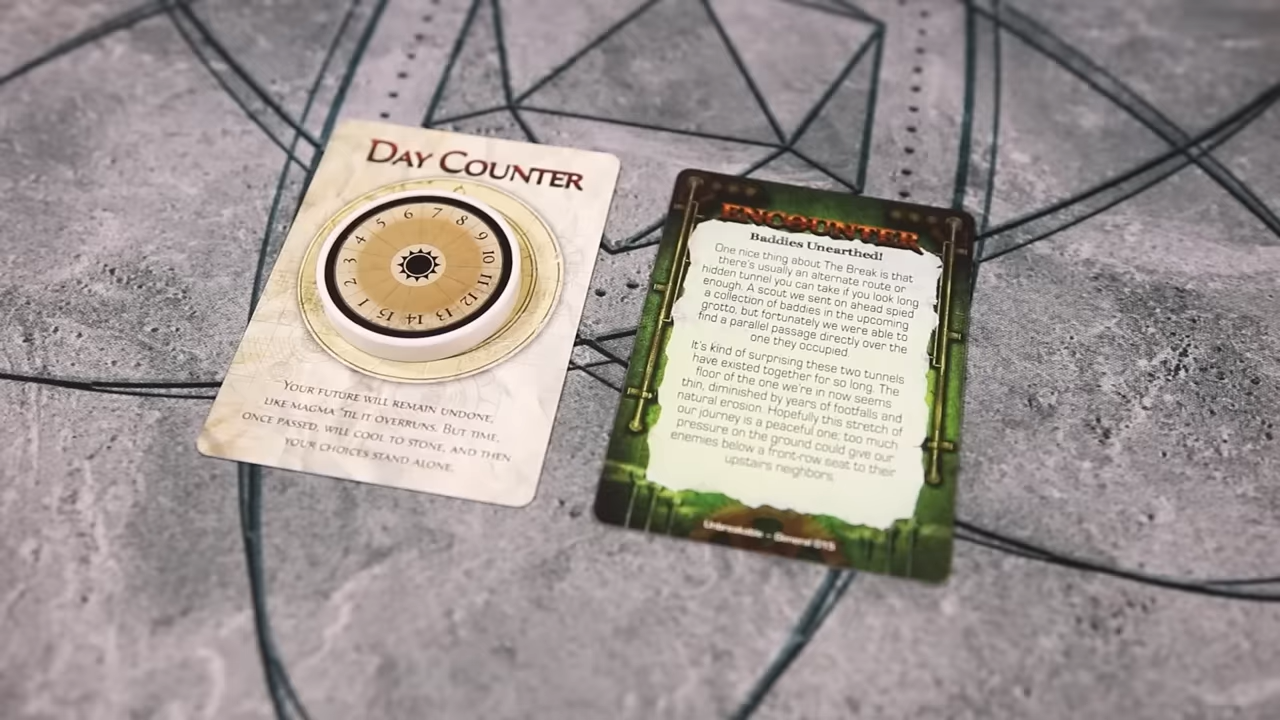 DAY COUNTER
1 2 3 4 5 6 7 8 9 10 11 12 13 14 15
YOUR FUTURE WILL REMAIN UNDONE,
LIKE MAGMA 'TIL IT OVERRUNS. BUT TIME,
ONCE PASSED, WILL COOL TO STONE, AND THEN
YOUR CHOICES STAND ALONE.
ENCOUNTER
Baddies Unearthed!
One nice thing about The Break is that
there's usually an alternate route or
hidden tunnel you can take if you look long
enough. A scout we sent on ahead spied
a collection of baddies in the upcoming
grotto, but fortunately we were able to
find a parallel passage directly over the
one they occupied.
It's kind of surprising these two tunnels
have existed together for so long. The
floor of the one we're in now seems
thin, diminished by years of footfalls and
natural erosion. Hopefully this stretch of
our journey is a peaceful one; too much
pressure on the ground could give our
enemies below a front-row seat to their
upstairs neighbors.
Unbreakable - General 015